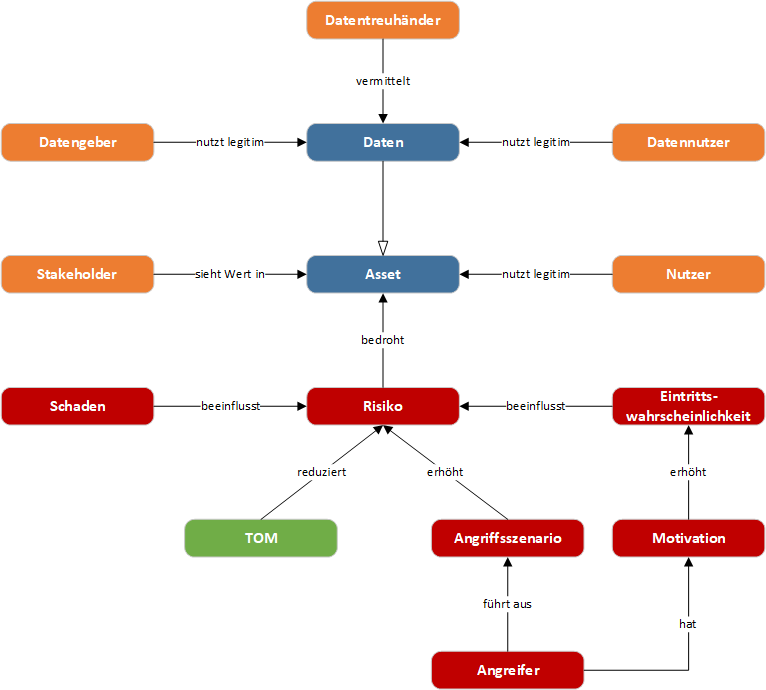 Datentreuhänder
vermittelt
Datengeber
nutzt legitim
Daten
nutzt legitim
Datennutzer
Stakeholder
sieht Wert in
Asset
nutzt legitim
Nutzer
bedroht
Schaden
beeinflusst
Risiko
beeinflusst
Eintritts-
wahrscheinlichkeit
reduziert
erhöht
erhöht
TOM
Angriffsszenario
Motivation
führt aus
hat
Angreifer